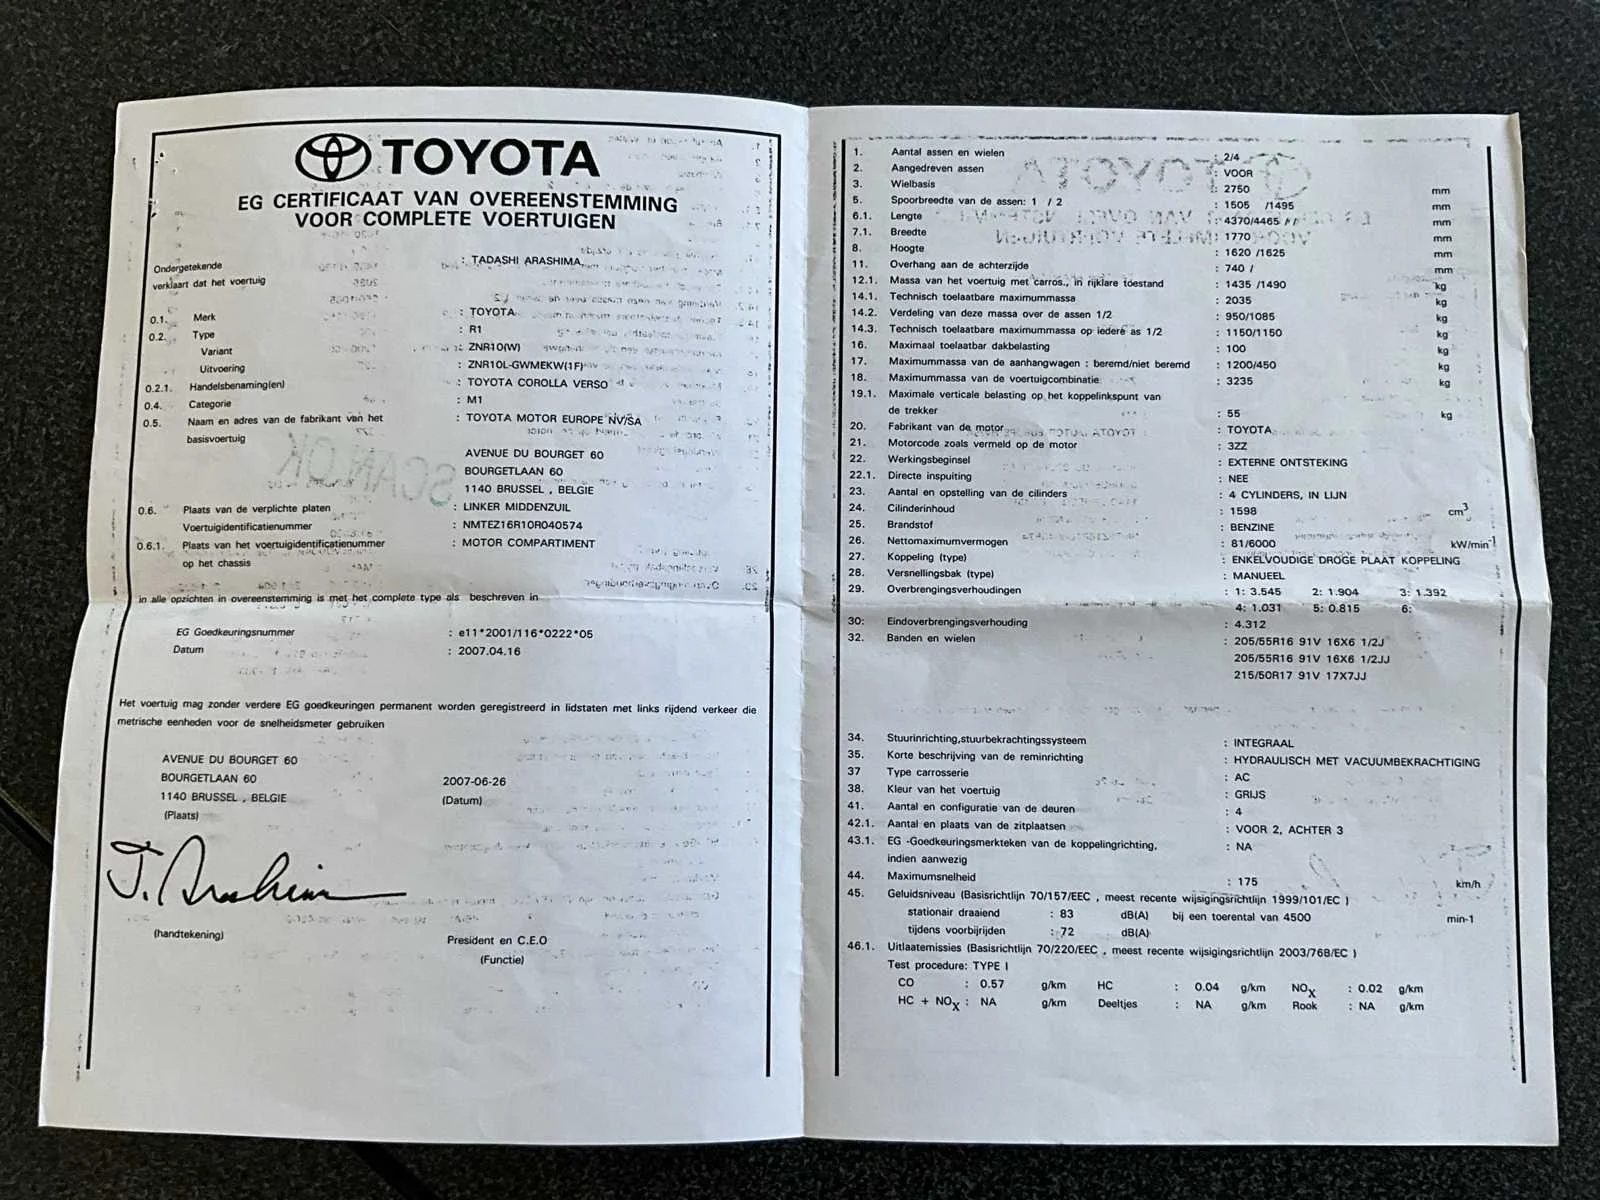 TOYOTA
EG CERTIFICAAT VAN OVEREENSTEMMING
VOOR COMPLETE VOERTUIGEN
Ondergetekende : TADASHI ARASHIMA,
verklaart dat het voertuig
0.1. Merk : TOYOTA
0.2. Type : R1
Variant : ZNR10(W)
Uitvoering : ZNR10L-GWMEKW(1F)
0.2.1. Handelsbenaming(en) : TOYOTA COROLLA VERSO
0.4. Categorie : M1
0.5. Naam en adres van de fabrikant van het : TOYOTA MOTOR EUROPE NV/SA
basisvoertuig
AVENUE DU BOURGET 60
BOURGETLAAN 60
1140 BRUSSEL , BELGIE
0.6. Plaats van de verplichte platen : LINKER MIDDENZUIL
Voertuigidentificatienummer : NMTEZ16R10R040574
0.6.1. Plaats van het voertuigidentificatienummer : MOTOR COMPARTIMENT
op het chassis
in alle opzichten in overeenstemming is met het complete type als beschreven in
EG Goedkeuringsnummer : e11*2001/116*0222*05
Datum : 2007.04.16
Het voertuig mag zonder verdere EG goedkeuringen permanent worden geregistreerd in lidstaten met links rijdend verkeer die
metrische eenheden voor de snelheidsmeter gebruiken
AVENUE DU BOURGET 60
BOURGETLAAN 60 2007-06-26
1140 BRUSSEL , BELGIE (Datum)
(Plaats)
T. Arashima
(handtekening) President en C.E.O
(Functie)
1. Aantal assen en wielen : 2/4
2. Aangedreven assen : VOOR
3. Wielbasis : 2750 mm
5. Spoorbreedte van de assen: 1 / 2 : 1505 /1495 mm
6.1. Lengte : 4370/4465 / / mm
7.1. Breedte : 1770 mm
8. Hoogte : 1620 /1625 mm
11. Overhang aan de achterzijde : 740 / mm
12.1. Massa van het voertuig met carros., in rijklare toestand : 1435 /1490 kg
14.1. Technisch toelaatbare maximummassa : 2035 kg
14.2. Verdeling van deze massa over de assen 1/2 : 950/1085 kg
14.3. Technisch toelaatbare maximummassa op iedere as 1/2 : 1150/1150 kg
16. Maximaal toelaatbar dakbelasting : 100 kg
17. Maximummassa van de aanhangwagen : beremd/niet beremd : 1200/450 kg
18. Maximummassa van de voertuigcombinatie : 3235 kg
19.1. Maximale verticale belasting op het koppelinkspunt van
de trekker : 55 kg
20. Fabrikant van de motor : TOYOTA
21. Motorcode zoals vermeld op de motor : 3ZZ
22. Werkingsbeginsel : EXTERNE ONTSTEKING
22.1. Directe inspuiting : NEE
23. Aantal en opstelling van de cilinders : 4 CYLINDERS, IN LIJN
24. Cilinderinhoud : 1598 cm3
25. Brandstof : BENZINE
26. Nettomaximumvermogen : 81/6000 kW/min-1
27. Koppeling (type) : ENKELVOUDIGE DROGE PLAAT KOPPELING
28. Versnellingsbak (type) : MANUEEL
29. Overbrengingsverhoudingen : 1: 3.545 2: 1.904 3: 1.392
4: 1.031 5: 0.815 6:
30: Eindoverbrengingsverhouding : 4.312
32. Banden en wielen : 205/55R16 91V 16X6 1/2J
205/55R16 91V 16X6 1/2JJ
215/50R17 91V 17X7JJ
34. Stuurinrichting,stuurbekrachtingssysteem : INTEGRAAL
35. Korte beschrijving van de reminrichting : HYDRAULISCH MET VACUUMBEKRACHTIGING
37 Type carrosserie : AC
38. Kleur van het voertuig : GRIJS
41. Aantal en configuratie van de deuren : 4
42.1. Aantal en plaats van de zitplaatsen : VOOR 2, ACHTER 3
43.1. EG -Goedkeuringsmerkteken van de koppelingrichting, : NA
indien aanwezig
44. Maximumsnelheid : 175 km/h
45. Geluidsniveau (Basisrichtlijn 70/157/EEC , meest recente wijsigingsrichtlijn 1999/101/EC )
stationair draaiend : 83 dB(A) bij een toerental van 4500 min-1
tijdens voorbijrijden : 72 dB(A)
46.1. Uitlaatemissies (Basisrichtlijn 70/220/EEC , meest recente wijsigingsrichtlijn 2003/76B/EC )
Test procedure: TYPE I
CO : 0.57 g/km HC : 0.04 g/km NOX : 0.02 g/km
HC + NOX : NA g/km Deeltjes : NA g/km Rook : NA g/km